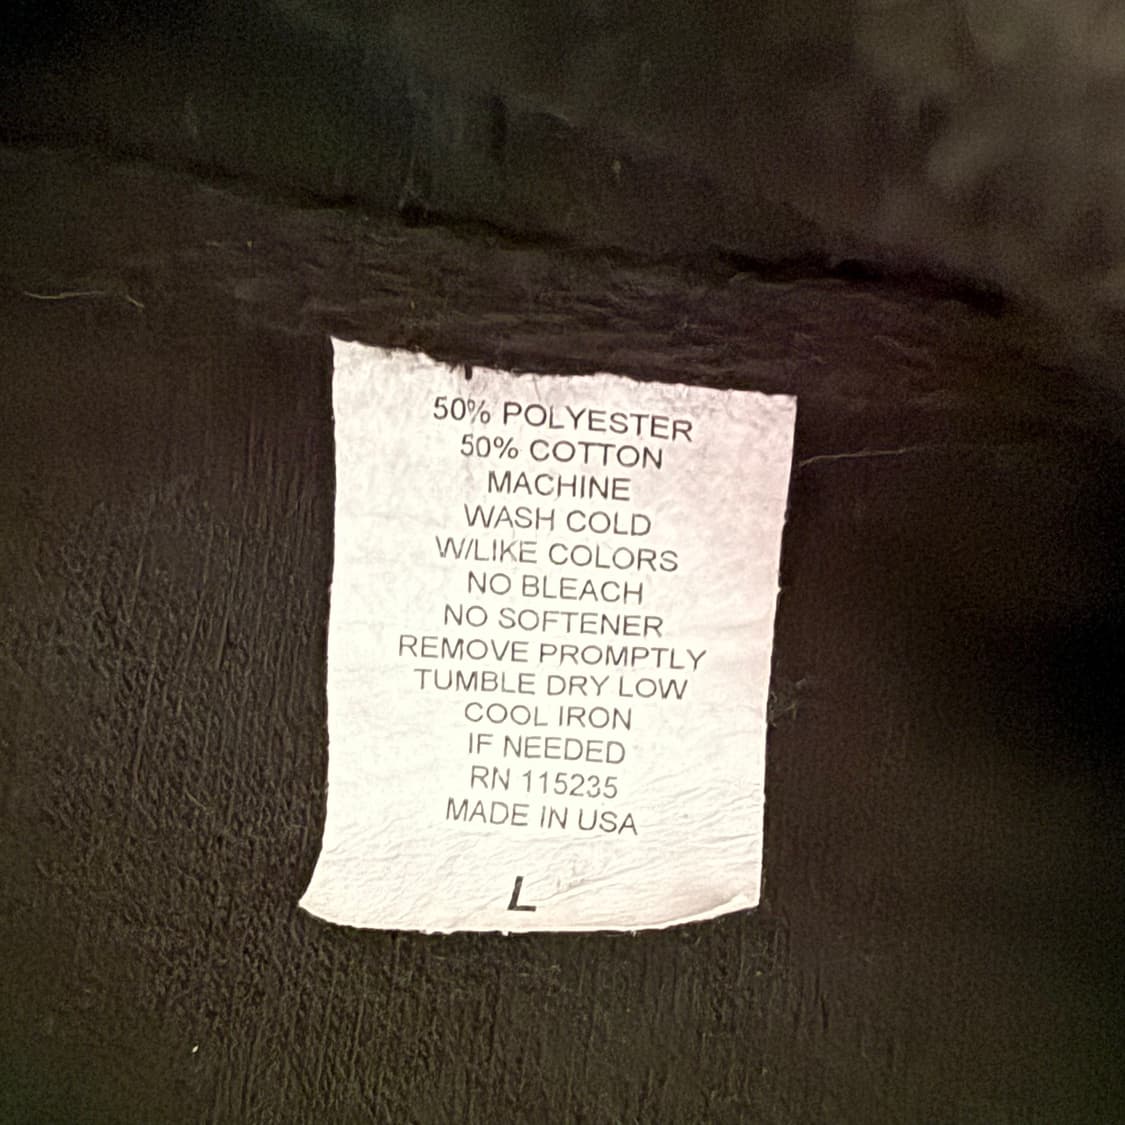 50% POLYESTER
50% COTTON
MACHINE
WASH COLD
W/LIKE COLORS
NO BLEACH
NO SOFTENER
REMOVE PROMPTLY
TUMBLE DRY LOW
COOL IRON
IF NEEDED
RN 115235
MADE IN USA
L